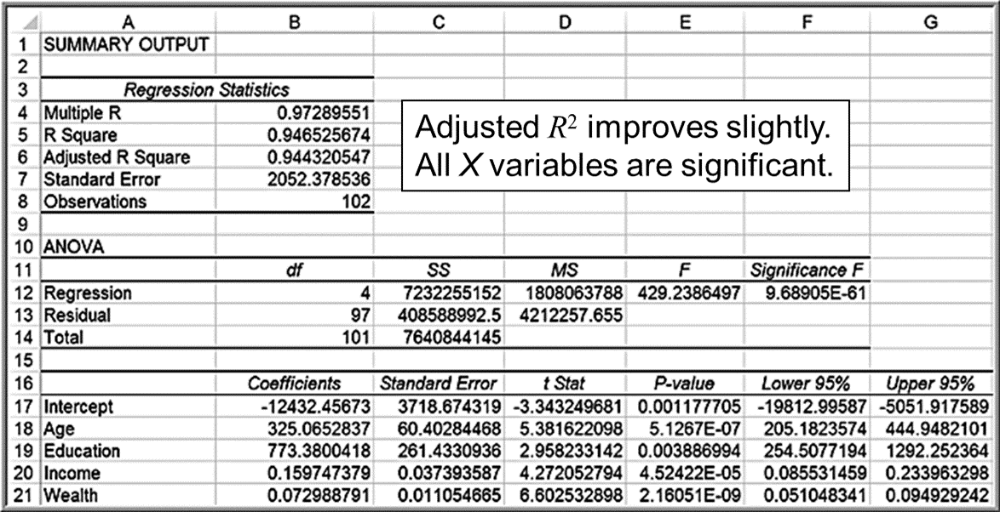 A B C D E F G
1 SUMMARY OUTPUT
2
3 Regression Statistics
4 Multiple R 0.97289551
5 R Square 0.946525674
6 Adjusted R Square 0.944320547
7 Standard Error 2052.378536
8 Observations 102
Adjusted R² improves slightly.
All X variables are significant.
9
10 ANOVA
11 df SS MS F Significance F
12 Regression 4 7232255152 1808063788 429.2386497 9.68905E-61
13 Residual 97 408588992.5 4212257.655
14 Total 101 7640844145
15
16 Coefficients Standard Error t Stat P-value Lower 95% Upper 95%
17 Intercept -12432.45673 3718.674319 -3.343249681 0.001177705 -19812.99587 -5051.917589
18 Age 325.0652837 60.40284468 5.381622098 5.1267E-07 205.1823574 444.9482101
19 Education 773.3800418 261.4330936 2.958233142 0.003886994 254.5077194 1292.252364
20 Income 0.159747379 0.037393587 4.272052794 4.52422E-05 0.085531459 0.233963298
21 Wealth 0.072988791 0.011054665 6.602532898 2.16051E-09 0.051048341 0.094929242